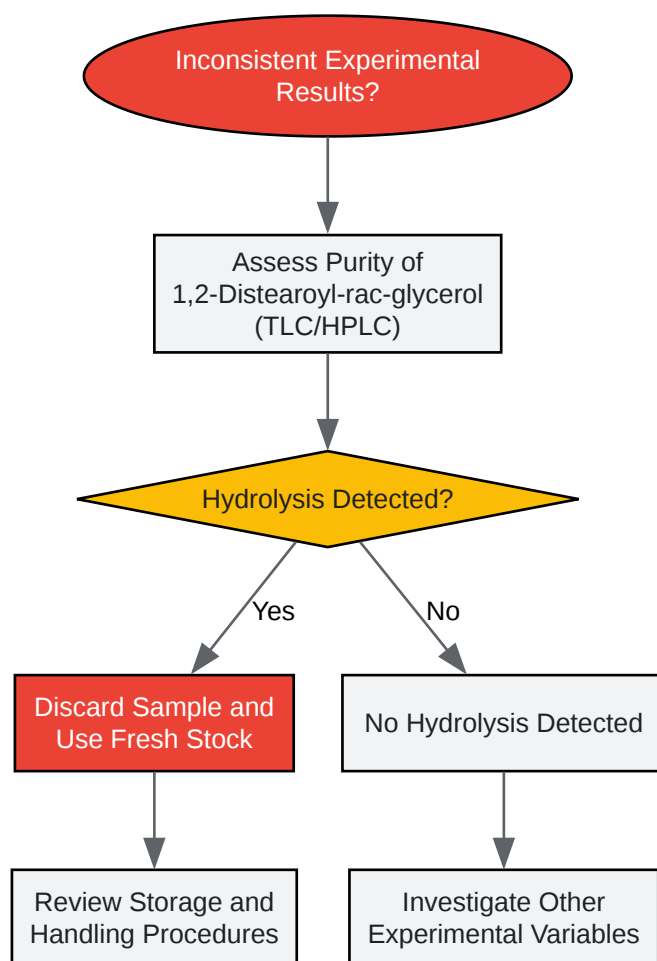 Inconsistent Experimental
Results?
Assess Purity of
1,2-Distearoyl-rac-glycerol
(TLC/HPLC)
Hydrolysis Detected?
Yes
No
Discard Sample and
Use Fresh Stock
No Hydrolysis Detected
Review Storage and
Handling Procedures
Investigate Other
Experimental Variables